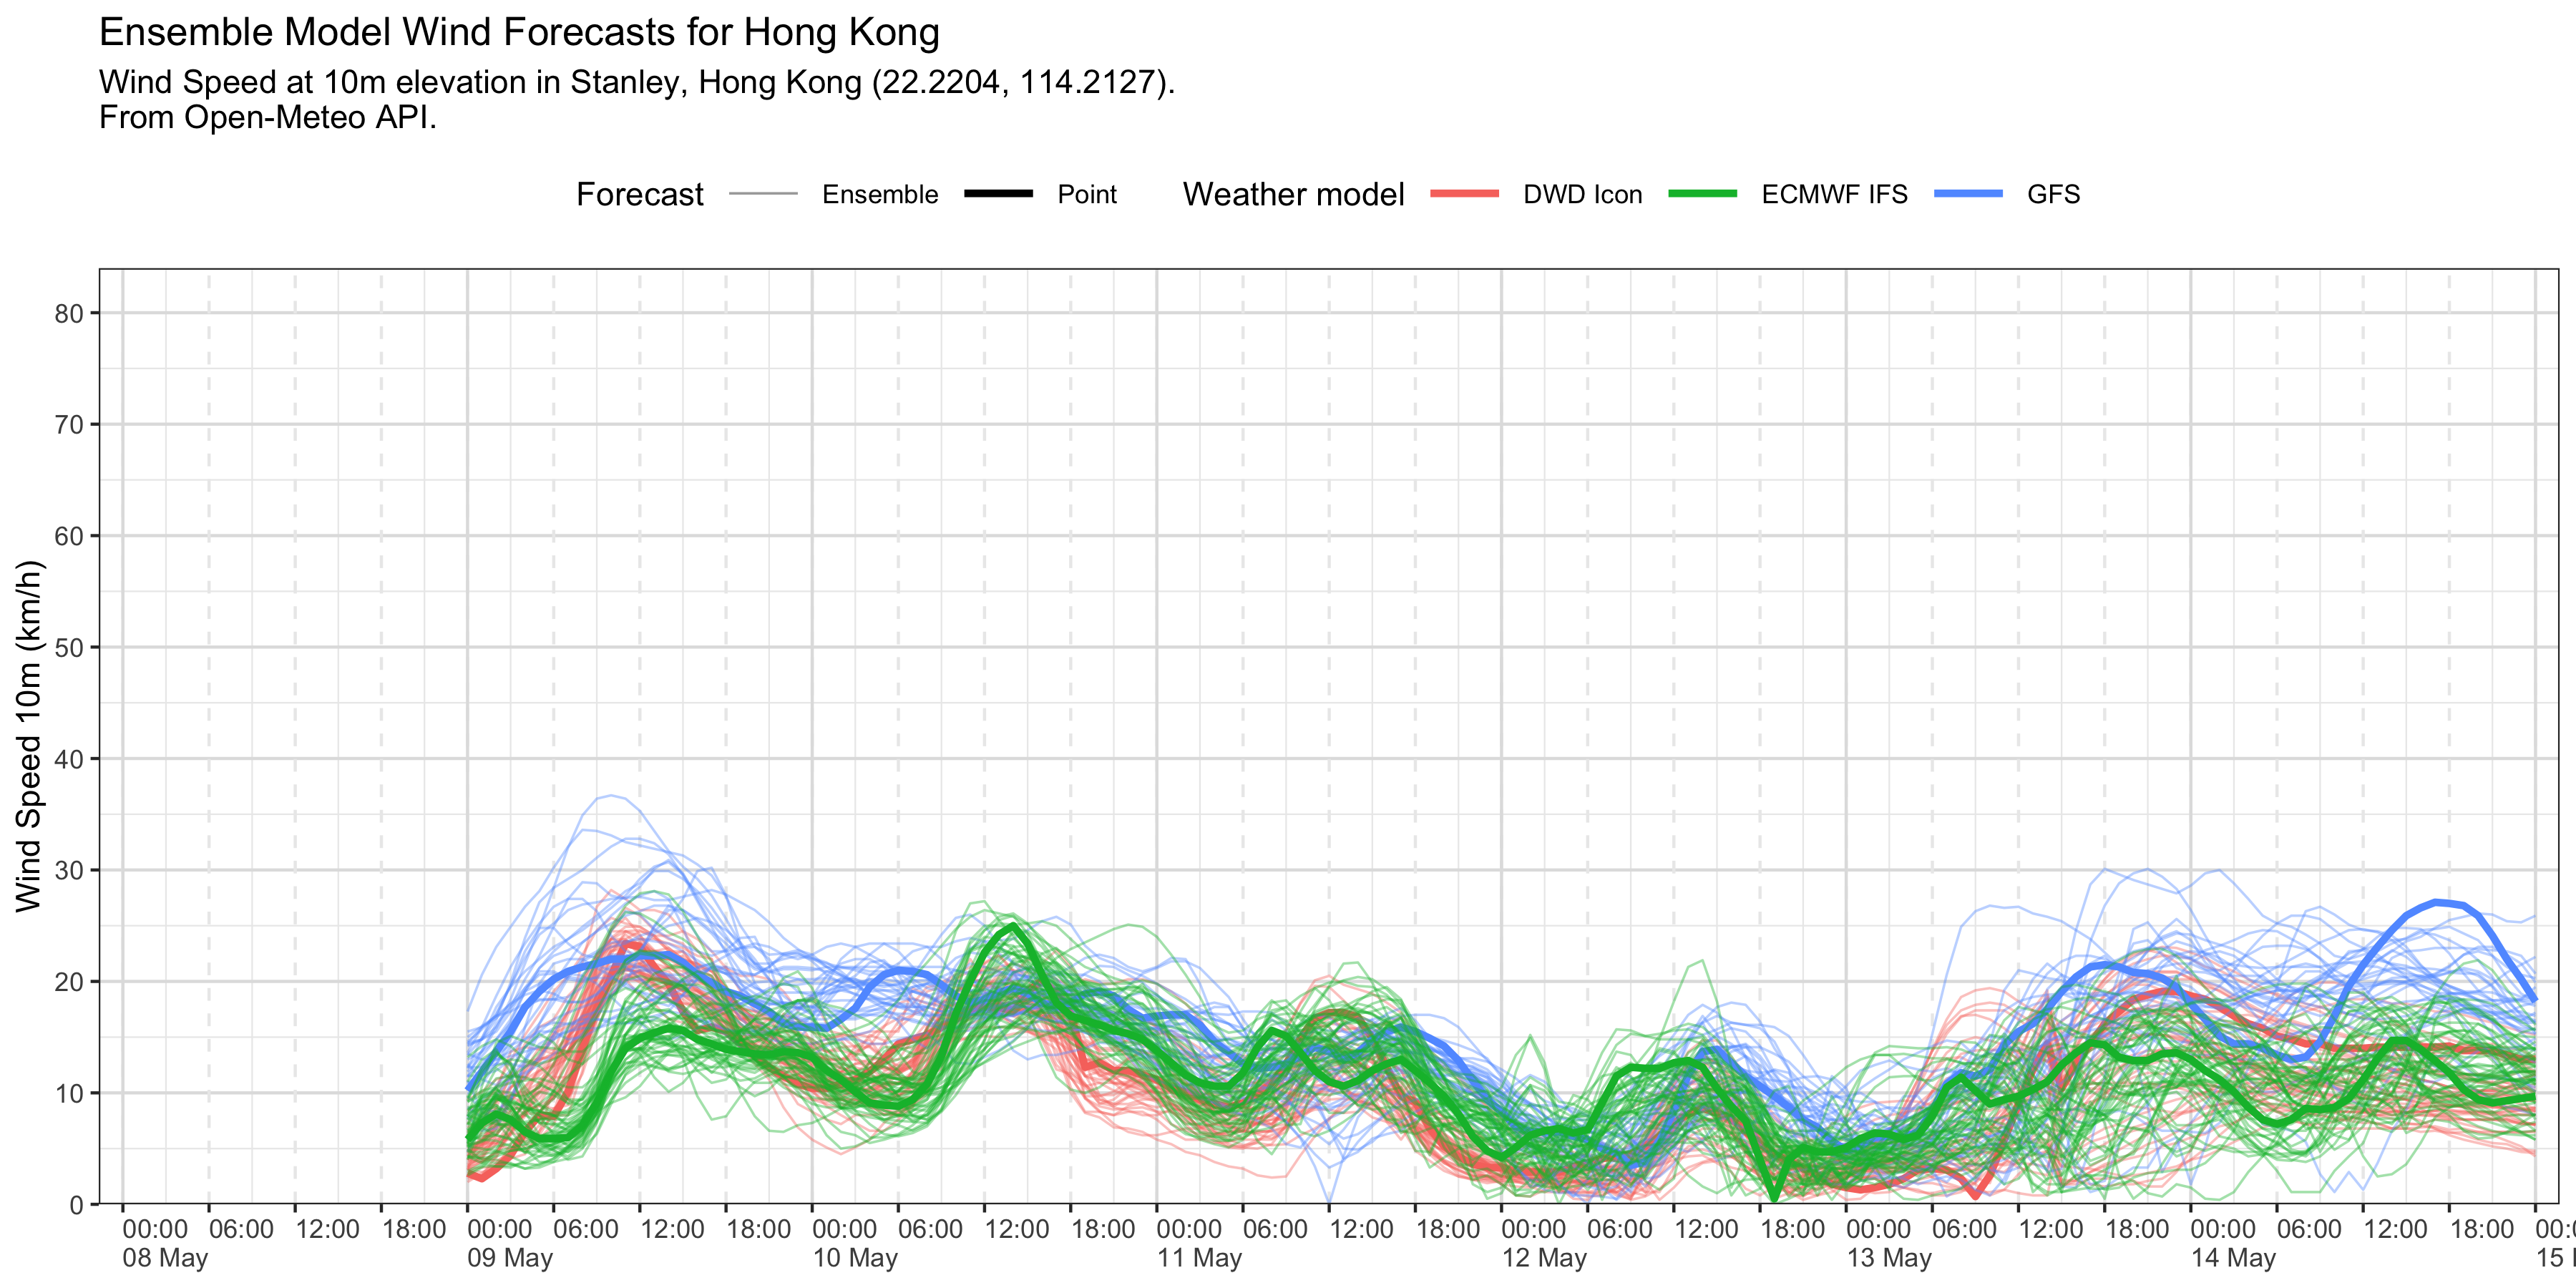 Ensemble Model Wind Forecasts for Hong Kong
Wind Speed at 10m elevation in Stanley, Hong Kong (22.2204, 114.2127).
From Open-Meteo API.
Forecast Ensemble Point Weather model DWD Icon ECMWF IFS GFS
Wind Speed 10m (km/h)
80
70
60
50
40
30
20
10
0
00:00 06:00 12:00 18:00 00:00 06:00 12:00 18:00 00:00 06:00 12:00 18:00 00:00 06:00 12:00 18:00 00:00 06:00 12:00 18:00 00:00 06:00 12:00 18:00 00:00 06:00 12:00 18:00
08 May 09 May 10 May 11 May 12 May 13 May 14 May 15